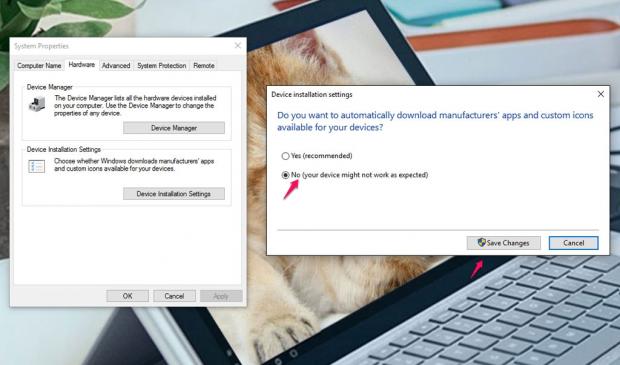 System Properties
Computer Name Hardware Advanced System Protection Remote
Device Manager
The Device Manager lists all the hardware devices installed
on your computer. Use the Device Manager to change the
properties of any device.
Device Manager
Device Installation Settings
Choose whether Windows downloads manufacturers' apps
and custom icons available for your devices.
Device Installation Settings
OK Cancel Apply
Device installation settings
Do you want to automatically download manufacturers' apps and custom icons
available for your devices?
Yes (recommended)
No (your device might not work as expected)
Save Changes Cancel